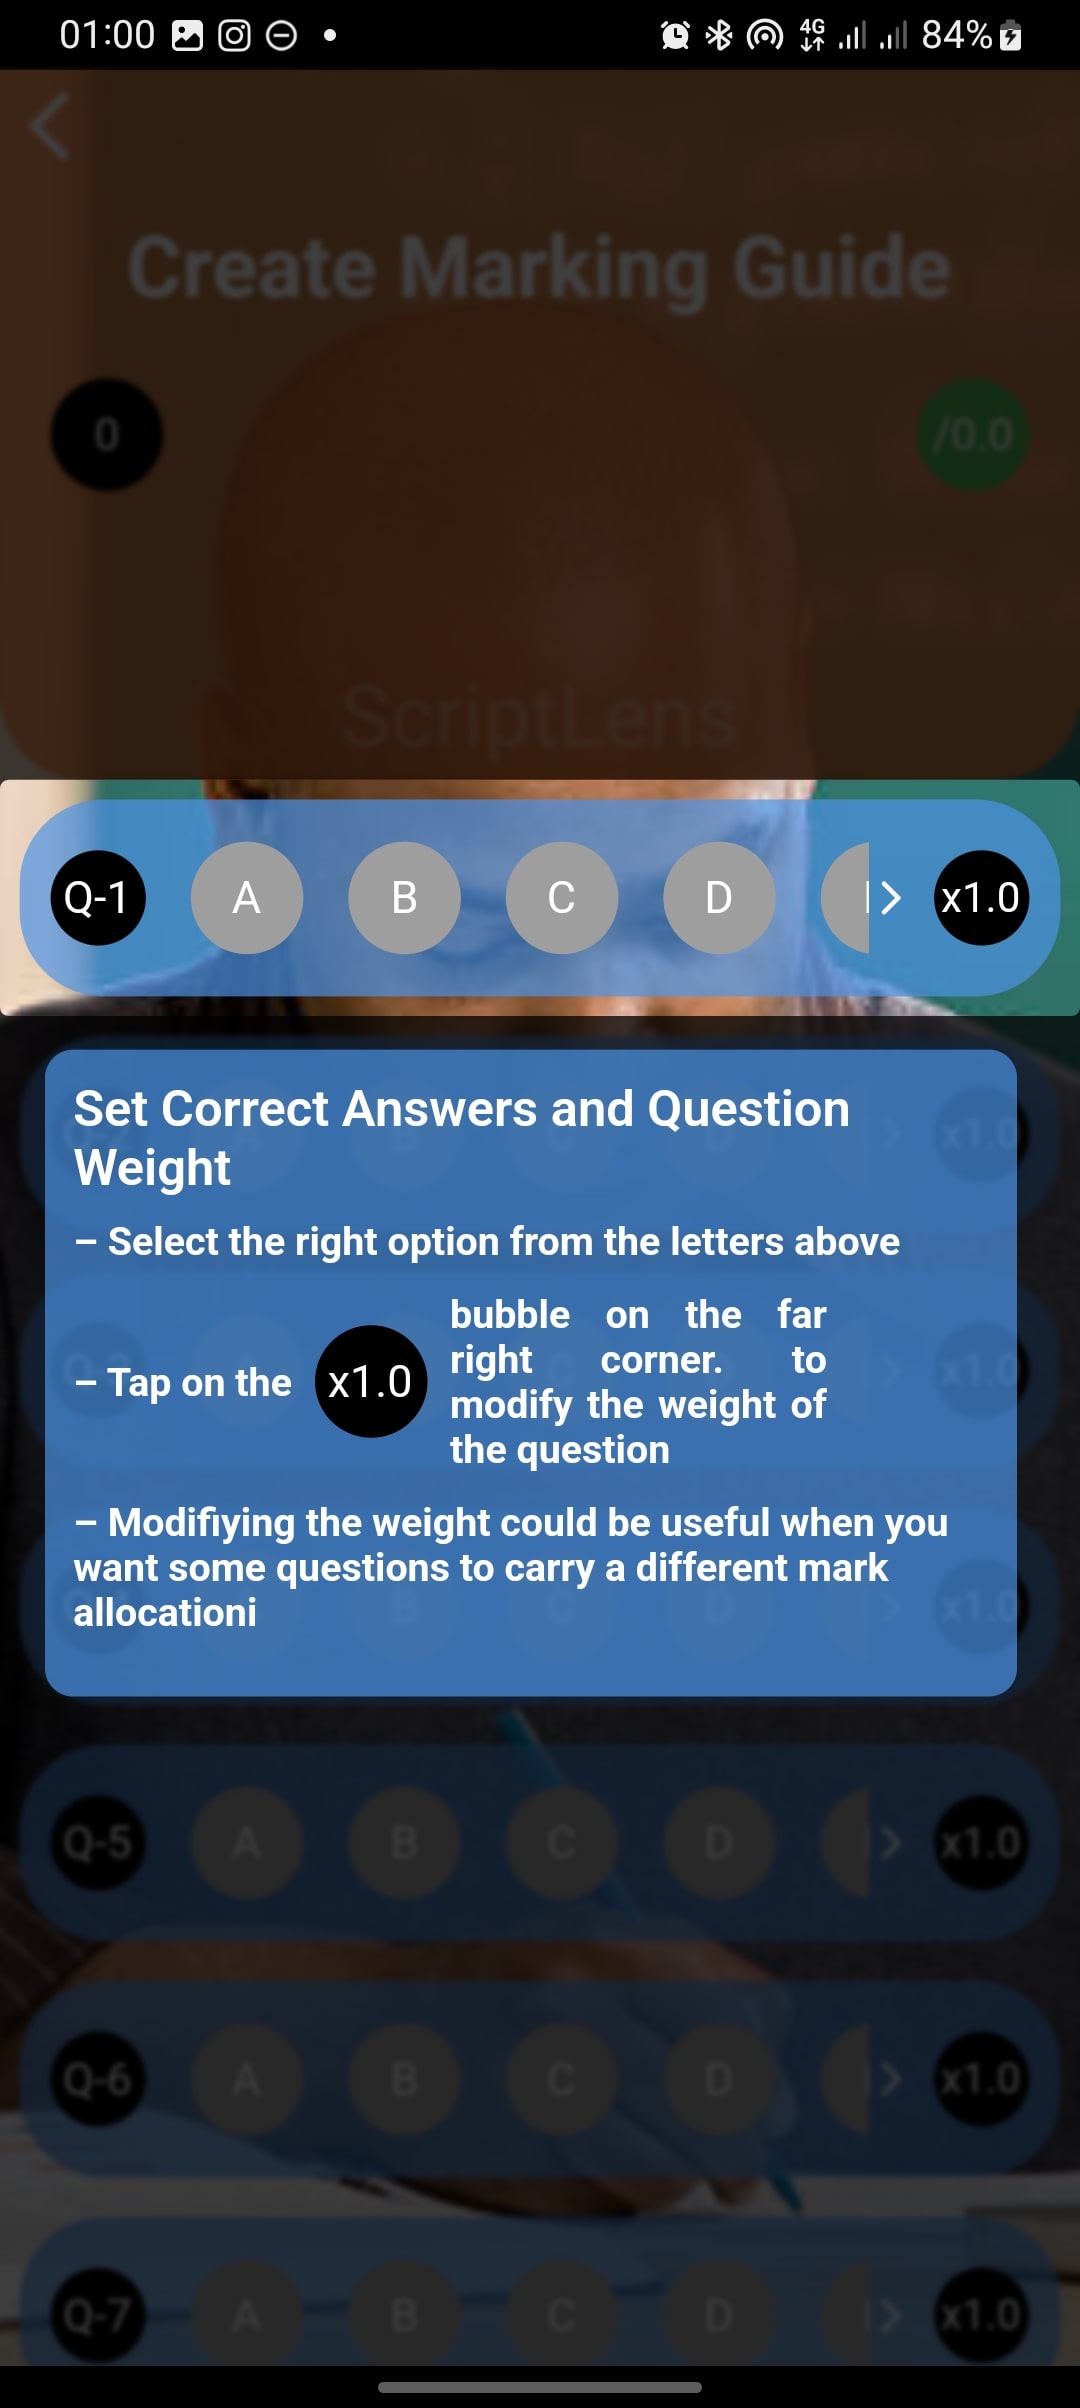 01:00 4G 84%
Create Marking Guide
0 /0.0
ScriptLens
Q-1 A B C D x1.0
Set Correct Answers and Question
Weight
– Select the right option from the letters above
– Tap on the x1.0 bubble on the far
right corner. to
modify the weight of
the question
– Modifiying the weight could be useful when you
want some questions to carry a different mark
allocationi
Q-5 A B C D x1.0
Q-6 A B C D x1.0
Q-7 A B C D x1.0